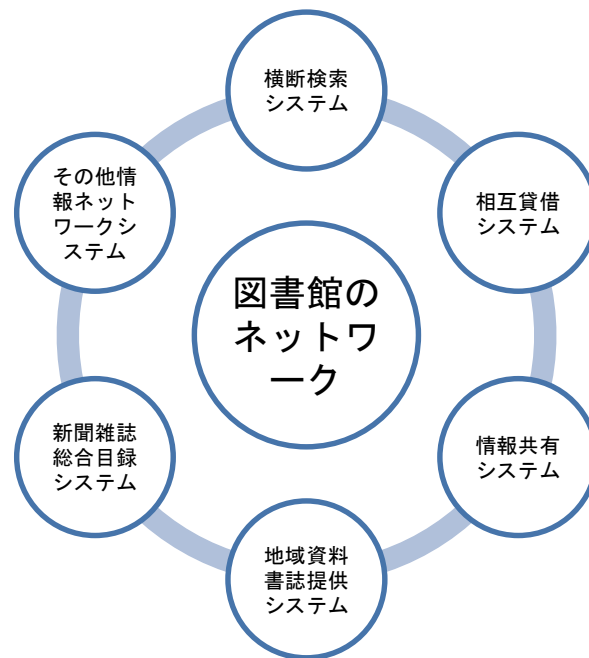 横断検索
システム
相互貸借
システム
情報共有
システム
地域資料
書誌提供
システム
新聞雑誌
総合目録
システム
その他情
報ネット
ワークシ
ステム
図書館の
ネットワ
ーク